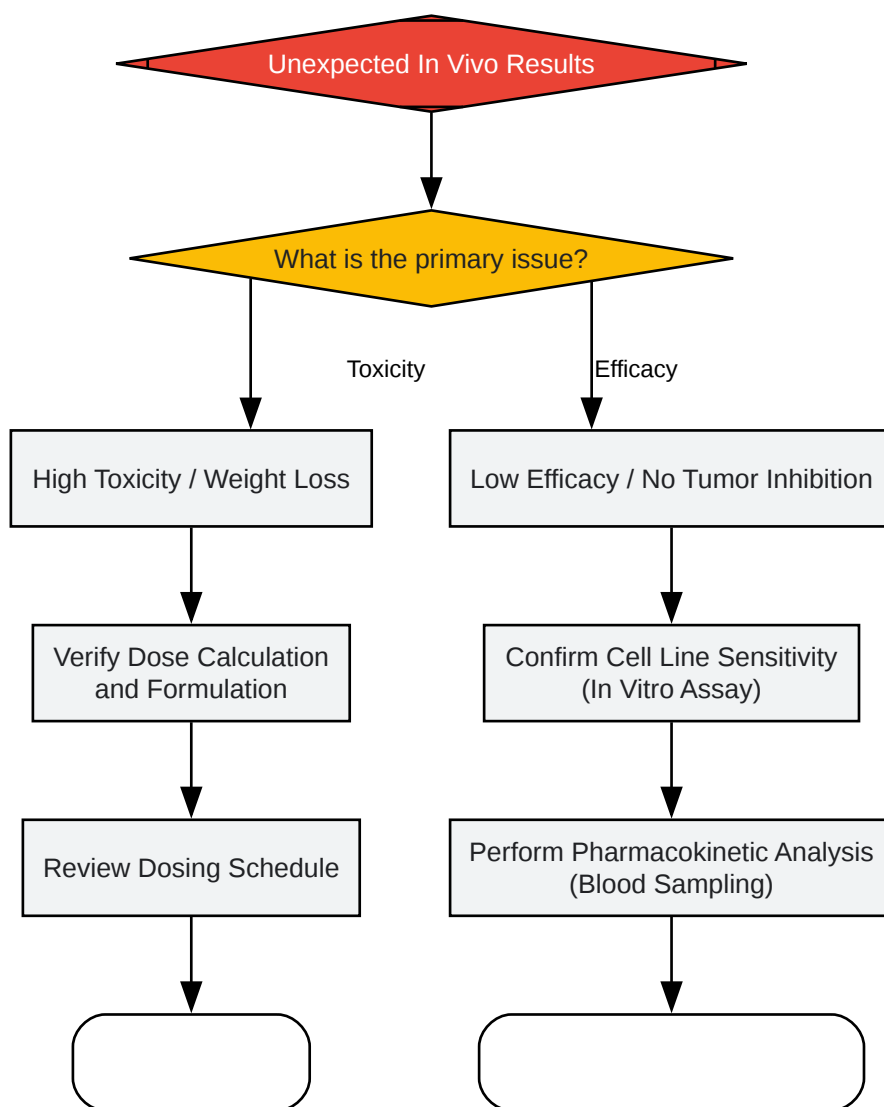 Unexpected In Vivo Results
What is the primary issue?
Toxicity
Efficacy
High Toxicity / Weight Loss
Low Efficacy / No Tumor Inhibition
Verify Dose Calculation
and Formulation
Confirm Cell Line Sensitivity
(In Vitro Assay)
Review Dosing Schedule
Perform Pharmacokinetic Analysis
(Blood Sampling)